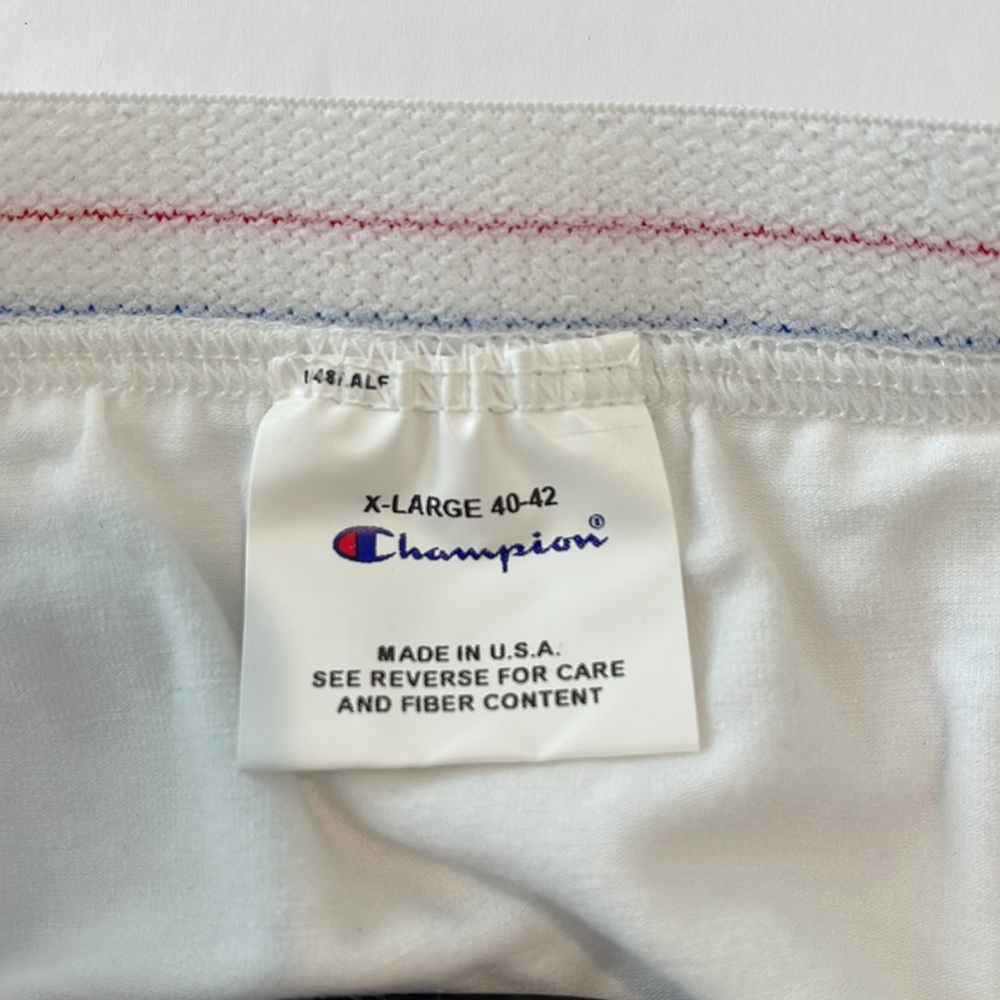 X-LARGE 40-42
Champion®
MADE IN U.S.A.
SEE REVERSE FOR CARE
AND FIBER CONTENT